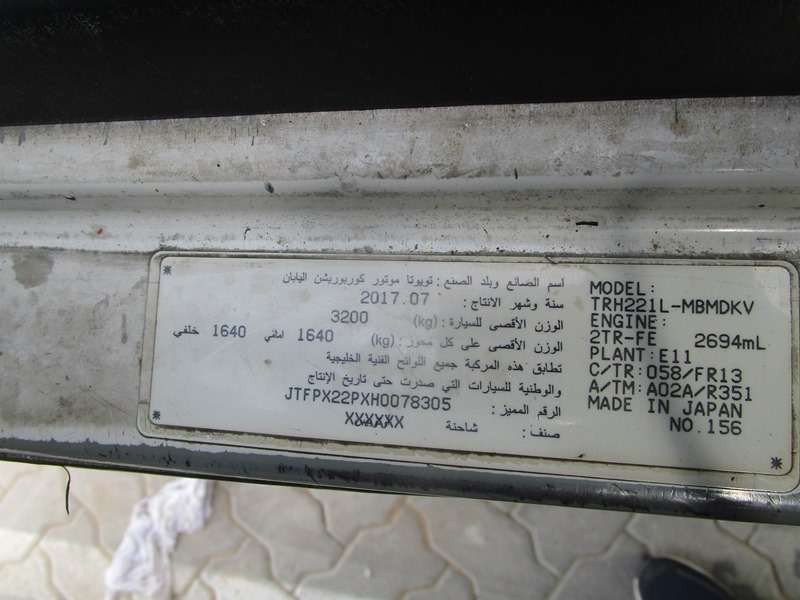 اسم الصانع وبلد الصنع : تويوتا موتور كوربوريشن اليابان
سنة وشهر الانتاج : 2017.07
الوزن الأقصى للسيارة : (kg) 3200
الوزن الأقصى على كل محور : (kg) 1640 امامي 1640 خلفي
تطابق هذه المركبة جميع اللوائح الفنية الخليجية
والوطنية للسيارات التي صدرت حتى تاريخ الإنتاج
الرقم المميز : JTFPX22PXH0078305
صنف : شاحنة XXXXXX
MODEL:
TRH221L-MBMDKV
ENGINE:
2TR-FE 2694mL
PLANT: E11
C/TR: 058/FR13
A/TM: A02A/R351
MADE IN JAPAN
NO.156